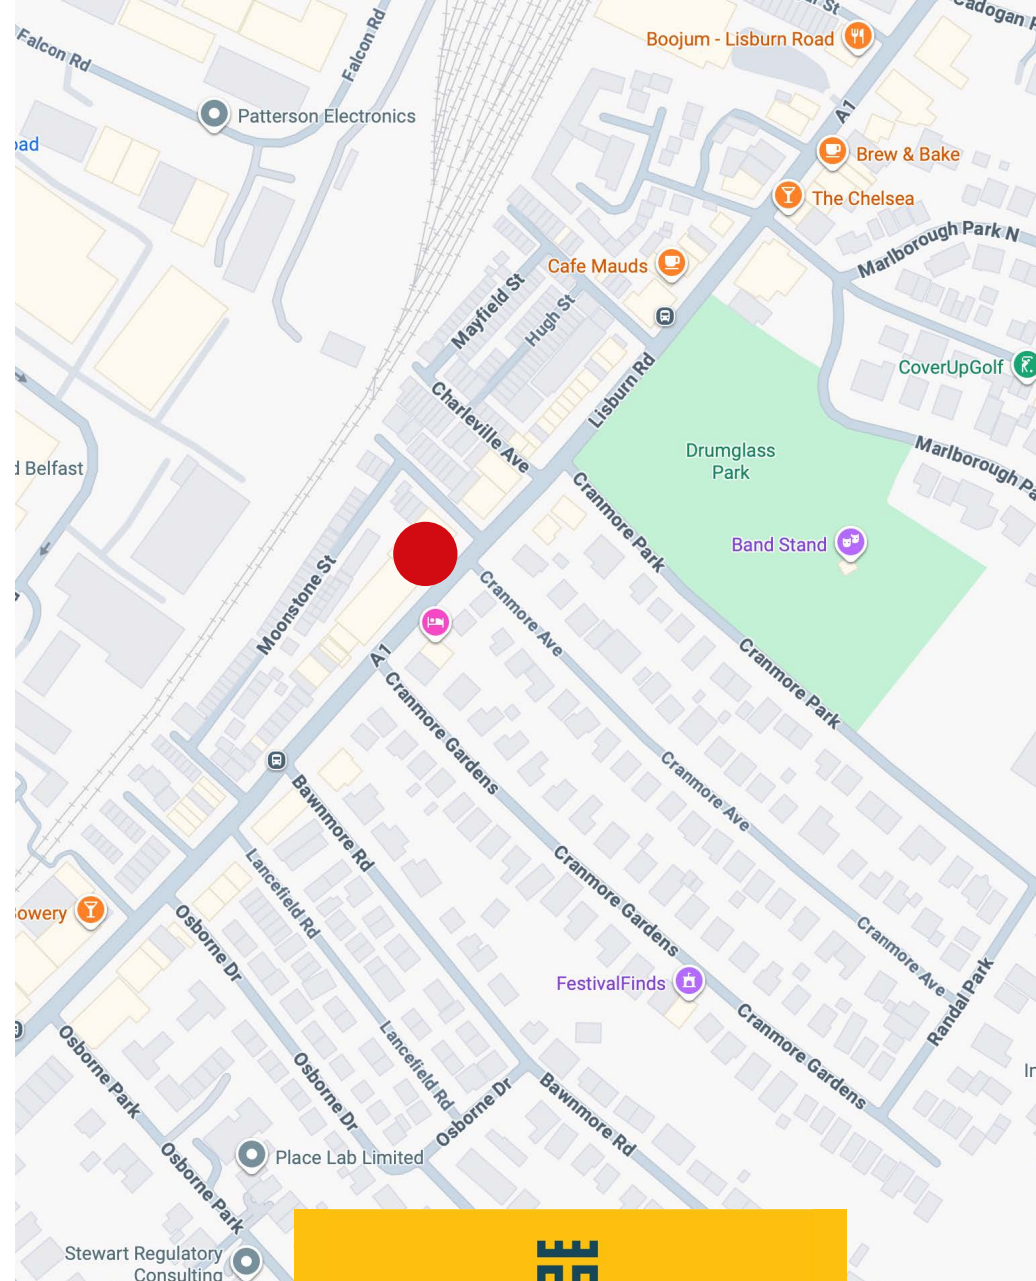 St
Cadogan
Boojum - Lisburn Road
Falcon Rd
Falcon Rd
A1
Patterson Electronics
Brew & Bake
The Chelsea
Marlborough Park N
Cafe Mauds
Mayfield St
Hugh St
CoverUpGolf
Lisburn Rd
Charleville Ave
Drumglass
Park
Marlborough
Belfast
Cranmore Park
Band Stand
Moonstone St
Cranmore Ave
A1
Cranmore Park
Cranmore Gardens
Cranmore Ave
Bawnmore Rd
Lancefield Rd
Cranmore Gardens
owery
Osborne Dr
Cranmore Ave
FestivalFinds
Randal Park
Cranmore Gardens
Osborne Park
Lancefield Rd
Osborne Dr
Osborne Dr
Bawnmore Rd
Place Lab Limited
Osborne Park
Stewart Regulatory
Consulting